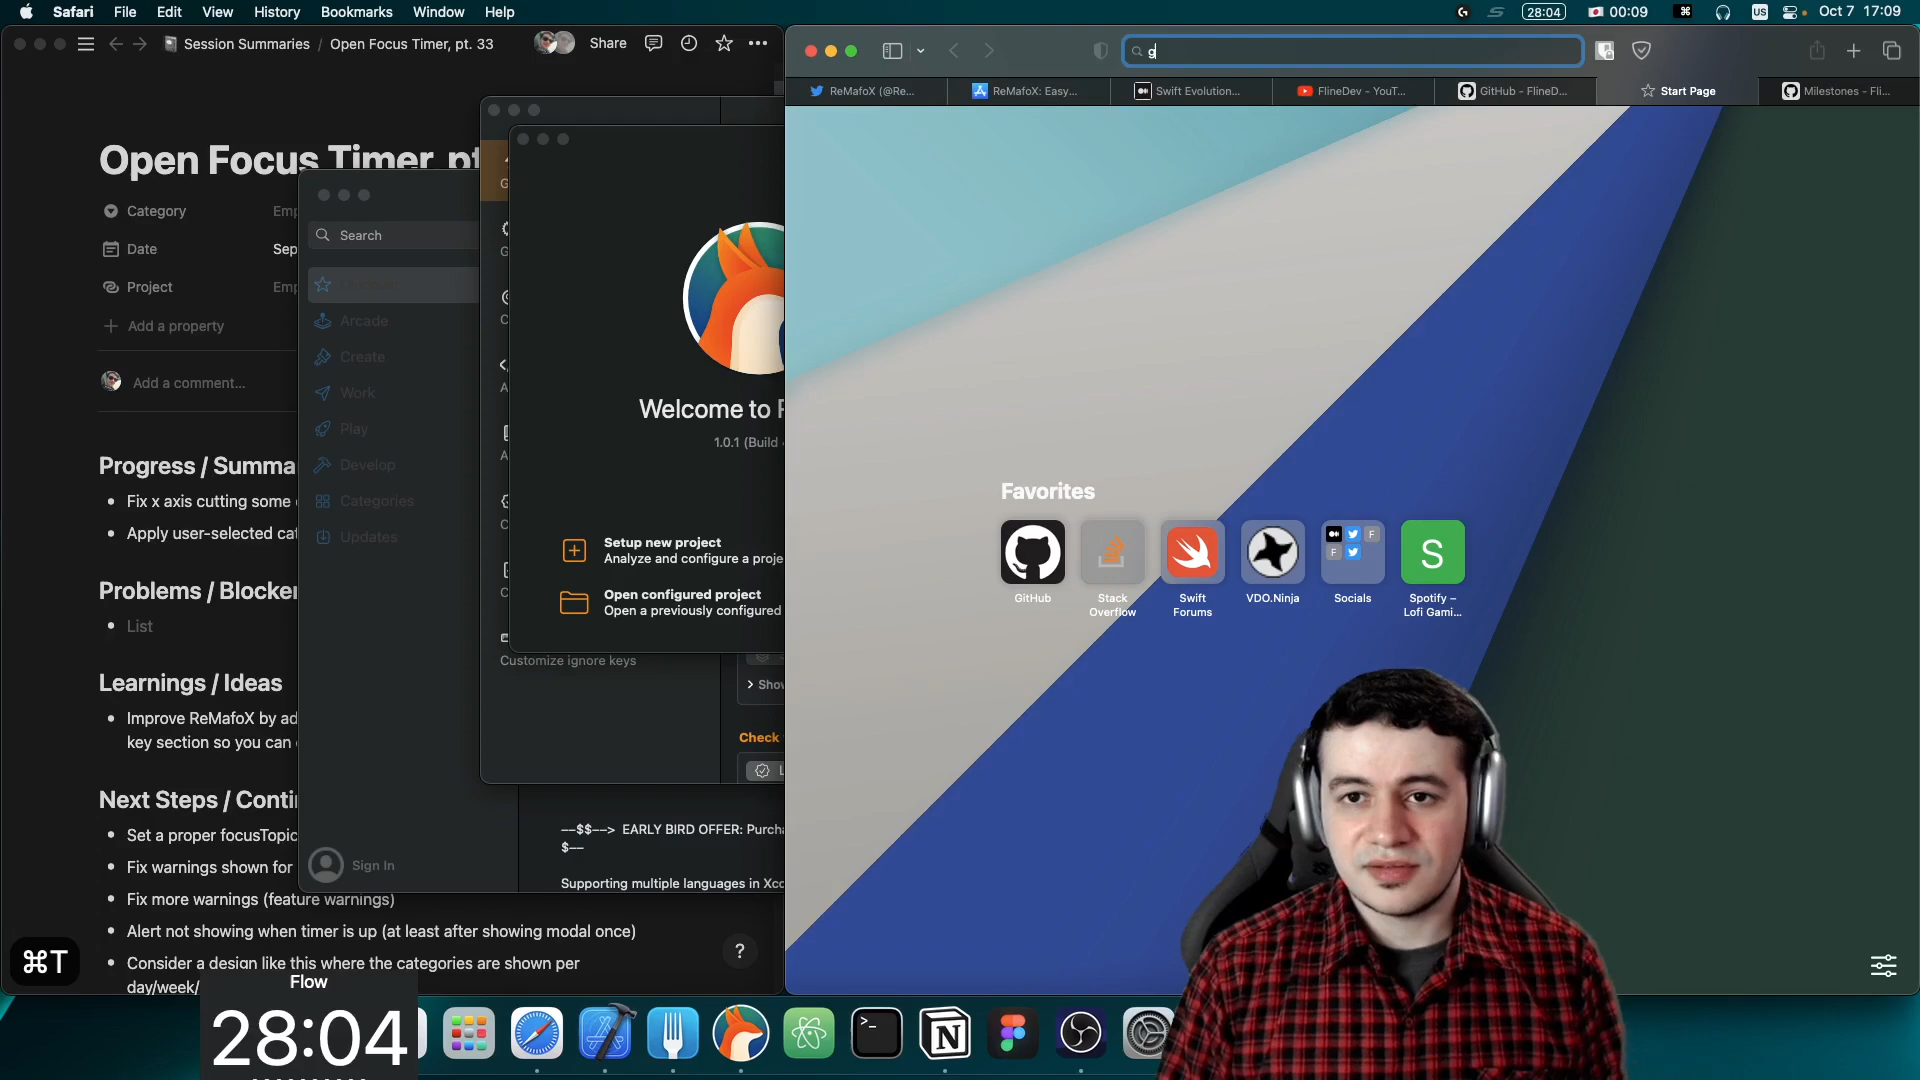 Safari File Edit View History Bookmarks Window Help
28:04 00:09 US Oct 7 17:09
Session Summaries / Open Focus Timer, pt. 33
Share
g
ReMafoX (@Re...
ReMafoX: Easy...
Swift Evolution...
FlineDev - YouT...
GitHub - FlineD...
Start Page
Milestones - Fli...
Open Focus Timer, pt
Category Emp
Date Sep
Project Emp
Add a property
Add a comment...
Progress / Summa
Fix x axis cutting some
Apply user-selected cat
Problems / Blocker
List
Learnings / Ideas
Improve ReMafoX by ad
key section so you can
Next Steps / Conti
Set a proper focusTopic
Fix warnings shown for
Fix more warnings (feature warnings)
Alert not showing when timer is up (at least after showing modal once)
Consider a design like this where the categories are shown per
day/week/
Search
Arcade
Create
Work
Play
Develop
Categories
Updates
Sign In
Customize ignore keys
Show
Check
Welcome to
1.0.1 (Build
Setup new project
Analyze and configure a proje
Open configured project
Open a previously configured
——$$——> EARLY BIRD OFFER: Purcha
$——
Supporting multiple languages in Xco
?
Favorites
GitHub
Stack
Overflow
Swift
Forums
VDO.Ninja
Socials
S
Spotify –
Lofi Gami...
⌘T
Flow
28:04